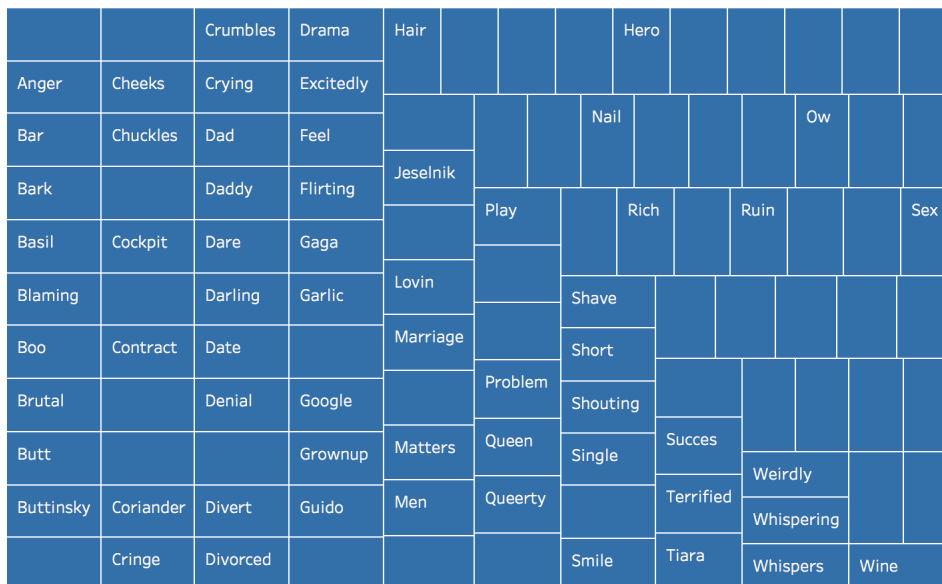 Anger
Bar
Bark
Basil
Blaming
Boo
Brutal
Butt
Buttinsky
Cheeks
Chuckles
Cockpit
Contract
Coriander
Cringe
Crumbles
Crying
Dad
Daddy
Dare
Darling
Date
Denial
Divert
Divorced
Drama
Excitedly
Feel
Flirting
Gaga
Garlic
Google
Grownup
Guido
Hair
Hero
Jeselnik
Lovin
Marriage
Matters
Men
Nail
Ow
Play
Problem
Queen
Queerty
Rich
Ruin
Sex
Shave
Short
Shouting
Single
Smile
Succes
Terrified
Tiara
Weirdly
Whispering
Whispers
Wine